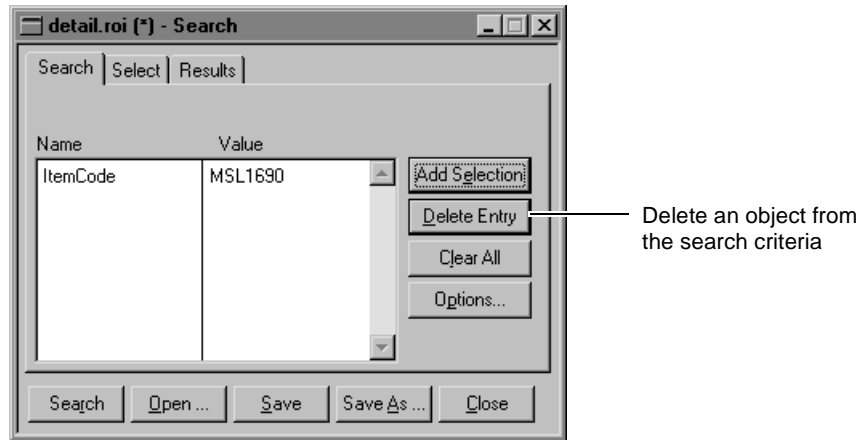 detail.roi (*) - Search
Search Select Results
Name Value
ItemCode MSL1690
Add Selection
Delete Entry
Clear All
Options...
Delete an object from
the search criteria
Search Open ... Save Save As ... Close